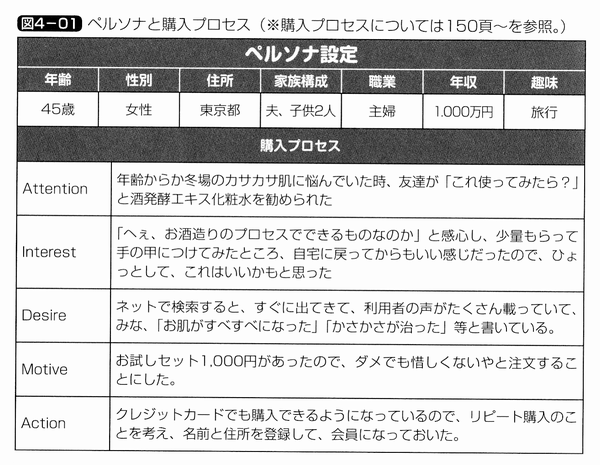 図4-01 ペルソナと購入プロセス（※購入プロセスについては150頁〜を参照。）
ペルソナ設定
年齢 性別 住所 家族構成 職業 年収 趣味
45歳 女性 東京都 夫、子供2人 主婦 1.000万円 旅行
購入プロセス
Attention
年齢からか冬場のカサカサ肌に悩んでいた時、友達が「これ使ってみたら？」
と酒発酵エキス化粧水を勧められた
Interest
「へぇ、お酒造りのプロセスでできるものなのか」と感心し、少量もらって
手の甲につけてみたところ、自宅に戻ってからもいい感じだったので、ひょ
っとして、これはいいかもと思った
Desire
ネットで検索すると、すぐに出てきて、利用者の声がたくさん載っていて、
みな、「お肌がすべすべになった」「かさかさが治った」等と書いている。
Motive
お試しセット1,000円があったので、ダメでも惜しくないやと注文するこ
とにした。
Action
クレジットカードでも購入できるようになっているので、リピート購入のこ
とを考え、名前と住所を登録して、会員になっておいた。